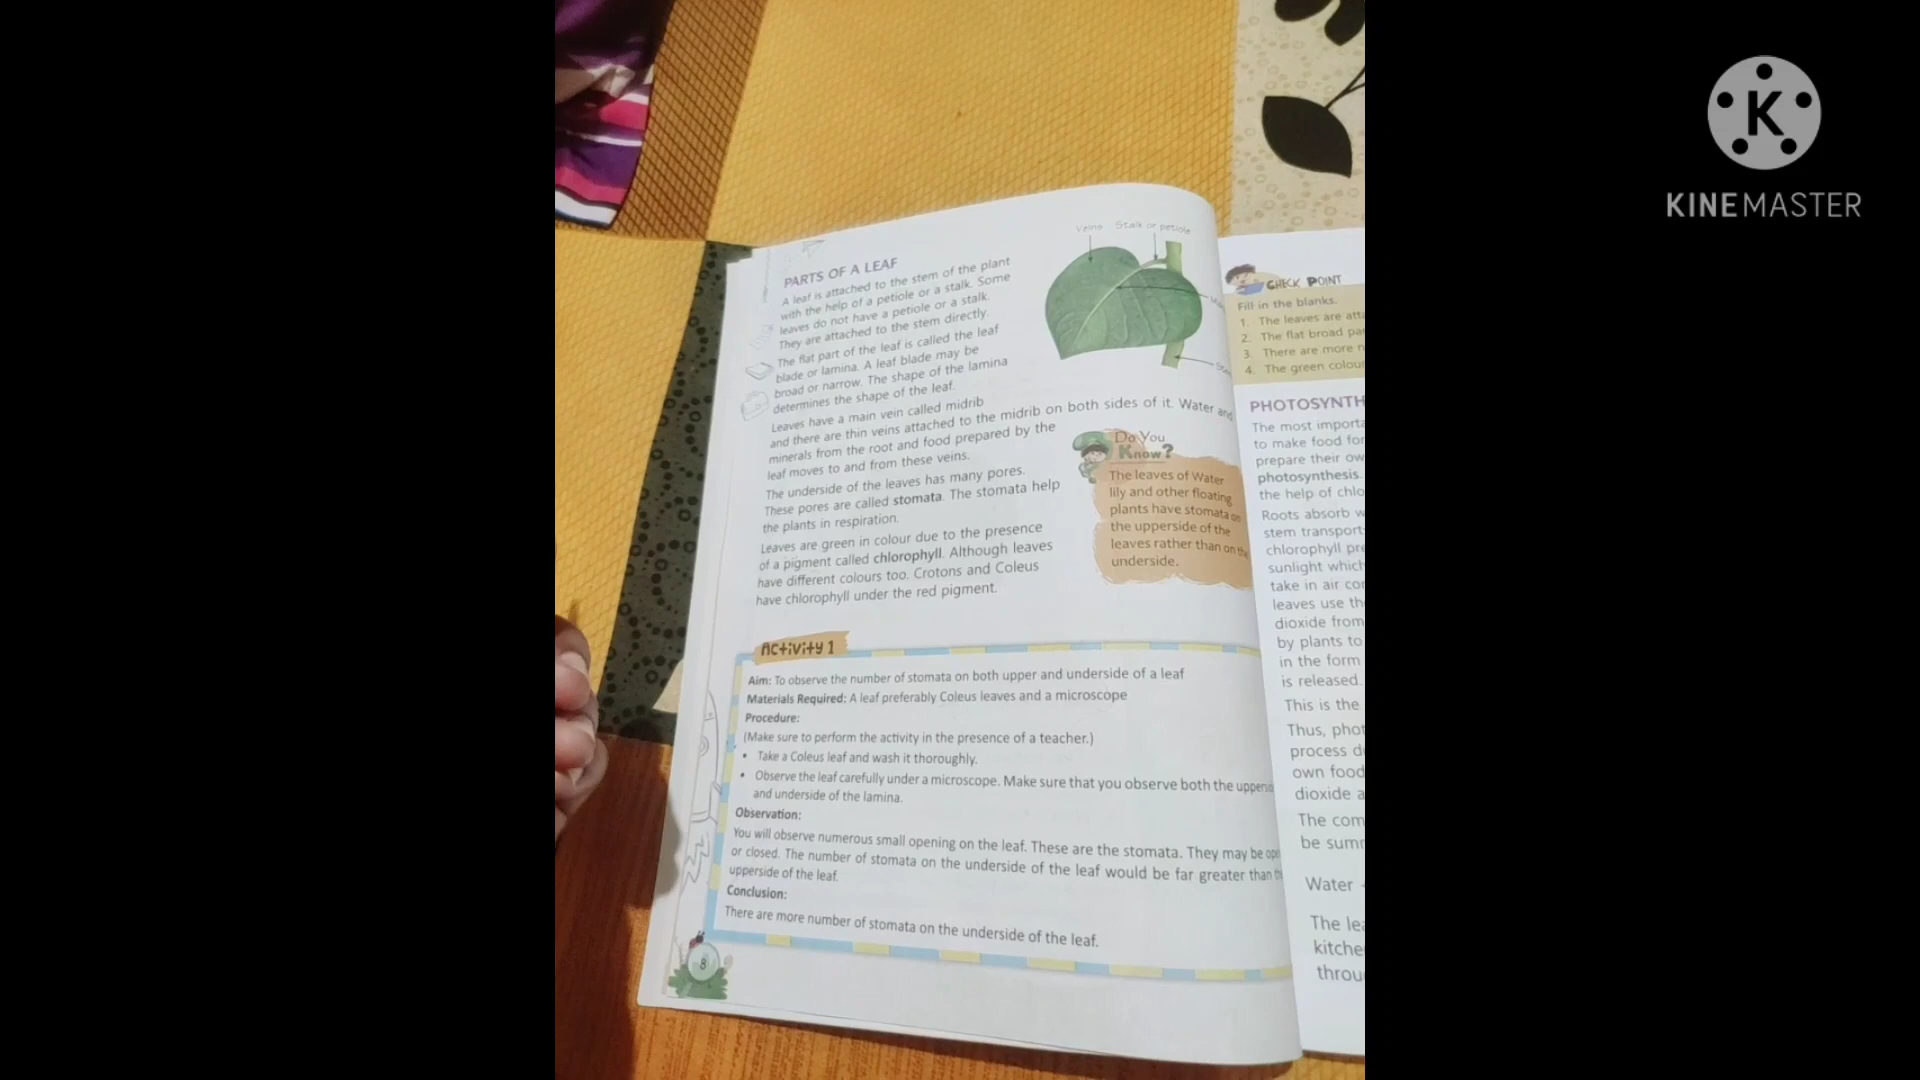 KINEMASTER
Veins Stalk or petiole
PARTS OF A LEAF
A leaf is attached to the stem of the plant
with the help of a petiole or a stalk. Some
leaves do not have a petiole or a stalk.
They are attached to the stem directly.
The flat part of the leaf is called the leaf
blade or lamina. A leaf blade may be
broad or narrow. The shape of the lamina
determines the shape of the leaf.
Leaves have a main vein called midrib
and there are thin veins attached to the midrib on both sides of it. Water and
minerals from the root and food prepared by the
leaf moves to and from these veins.
The underside of the leaves has many pores.
These pores are called stomata. The stomata help
the plants in respiration.
Leaves are green in colour due to the presence
of a pigment called chlorophyll. Although leaves
have different colours too. Crotons and Coleus
have chlorophyll under the red pigment.
Do You
Know?
The leaves of Water
lily and other floating
plants have stomata on
the upperside of the
leaves rather than on the
underside.
Activity 1
Aim: To observe the number of stomata on both upper and underside of a leaf
Materials Required: A leaf preferably Coleus leaves and a microscope
Procedure:
(Make sure to perform the activity in the presence of a teacher.)
• Take a Coleus leaf and wash it thoroughly.
• Observe the leaf carefully under a microscope. Make sure that you observe both the
and underside of the lamina.
Observation:
You will observe numerous small opening on the leaf. These are the stomata. They may be
or closed. The number of stomata on the underside of the leaf would be far greater than
upperside of the leaf.
Conclusion:
There are more number of stomata on the underside of the leaf.
8
CHECK POINT
Fill in the blanks.
1. The leaves are
2. The flat broad
3. There are more
4. The green
PHOTOSYNTH
The most
to make food for
prepare their
photosynthesis.
the help of
Roots absorb
stem
chlorophyll
sunlight which
take in air
leaves use
dioxide from
by plants to
in the form
is released.
This is the
Thus,
process
own food
dioxide
The
be
Water
The
through